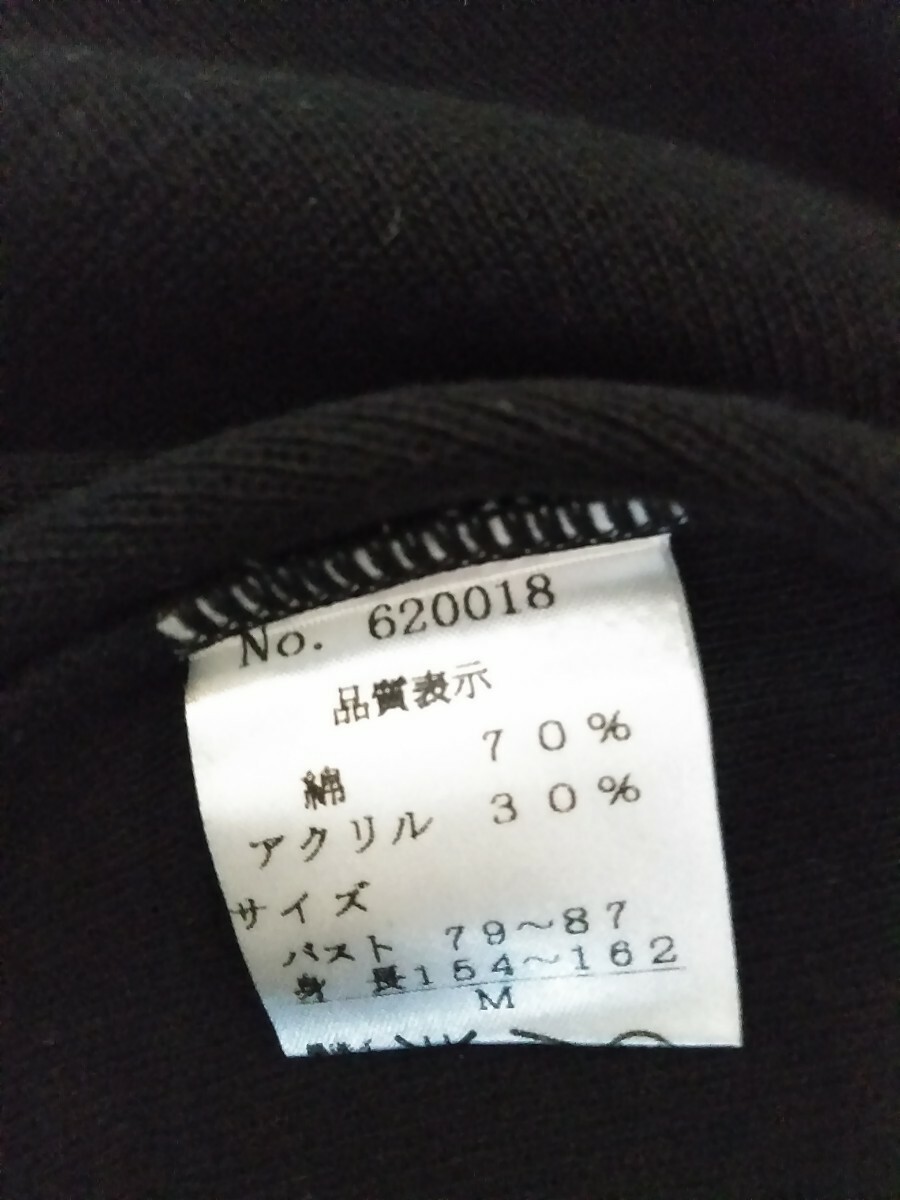 No. 620018
品質表示
綿 70%
アクリル 30%
サイズ
バスト 79~87
身長154~162
M